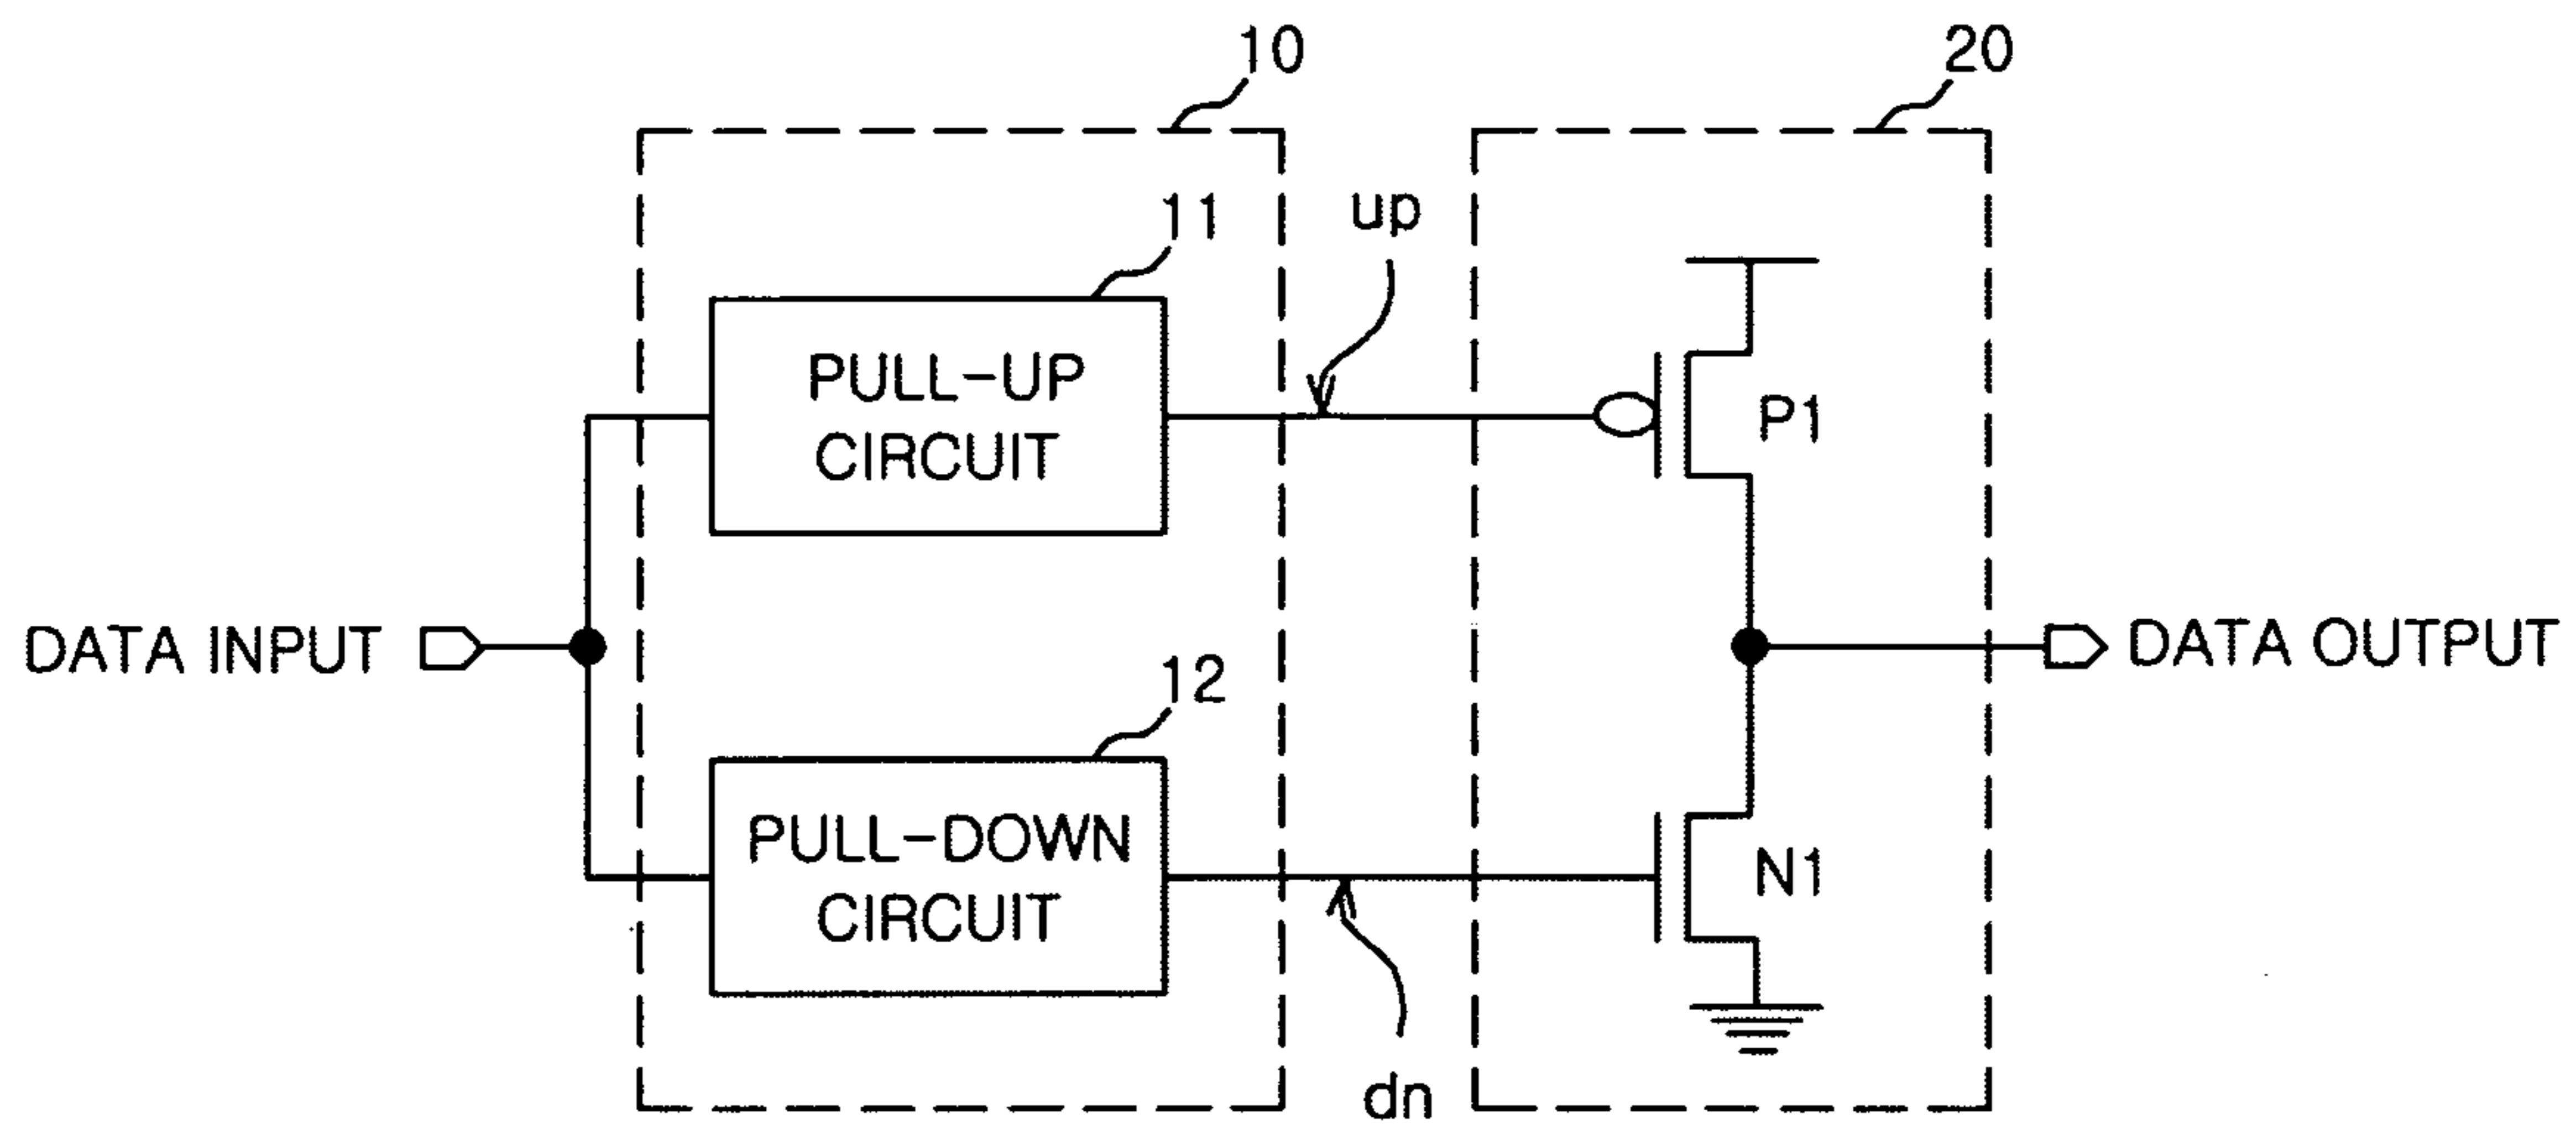 10
20
11
up
PULL-UP
CIRCUIT
P1
DATA INPUT
DATA OUTPUT
12
PULL-DOWN
CIRCUIT
N1
dn